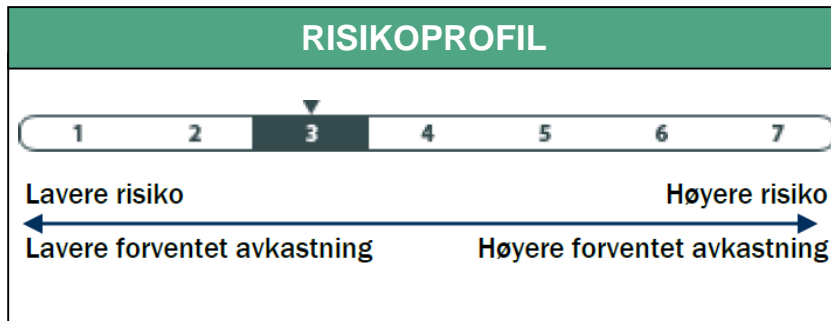 RISIKOPROFIL
1 2 3 4 5 6 7
Lavere risiko Høyere risiko
Lavere forventet avkastning Høyere forventet avkastning